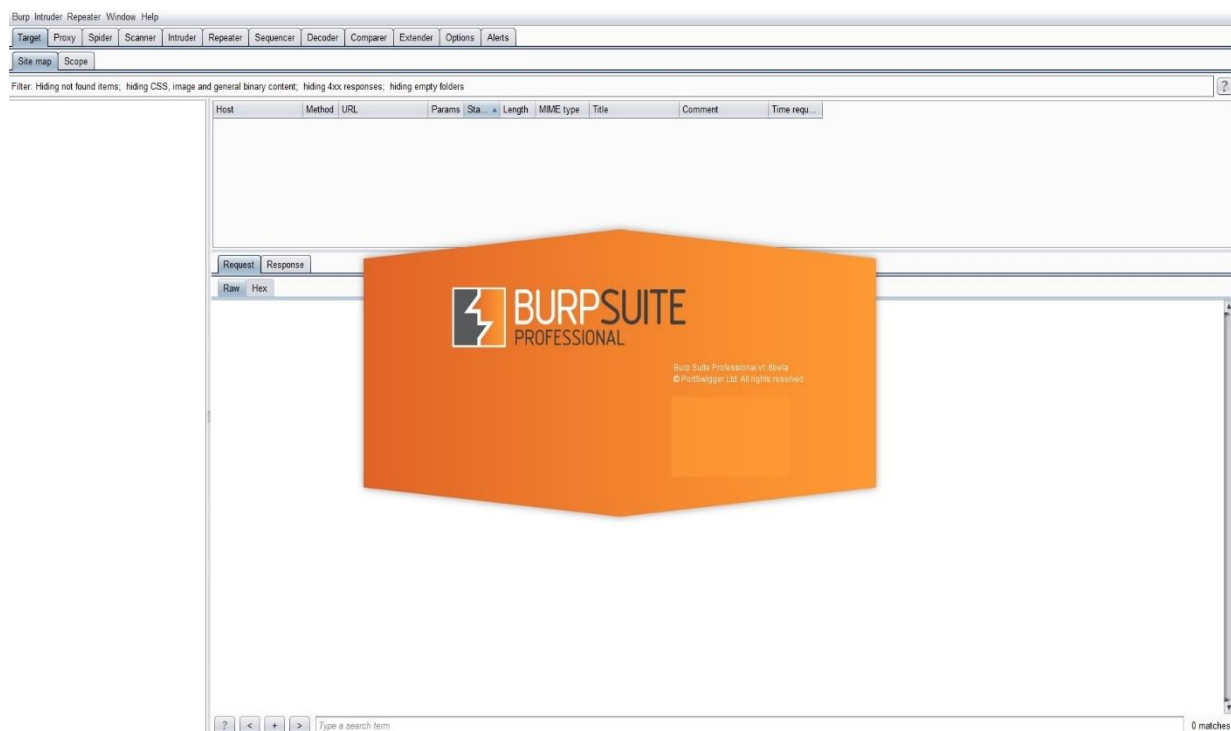 Burp Intruder Repeater Window Help
Target Proxy Spider Scanner Intruder Repeater Sequencer Decoder Comparer Extender Options Alerts
Site map Scope
Filter: Hiding not found items; hiding CSS, image and general binary content; hiding 4xx responses; hiding empty folders ?
Host Method URL Params Sta... Length MIME type Title Comment Time requ...
Request Response
Raw Hex
BURPSUITE
PROFESSIONAL
Burp Suite Professional v1.6beta
© PortSwigger Ltd. All rights reserved
? < + > Type a search term 0 matches